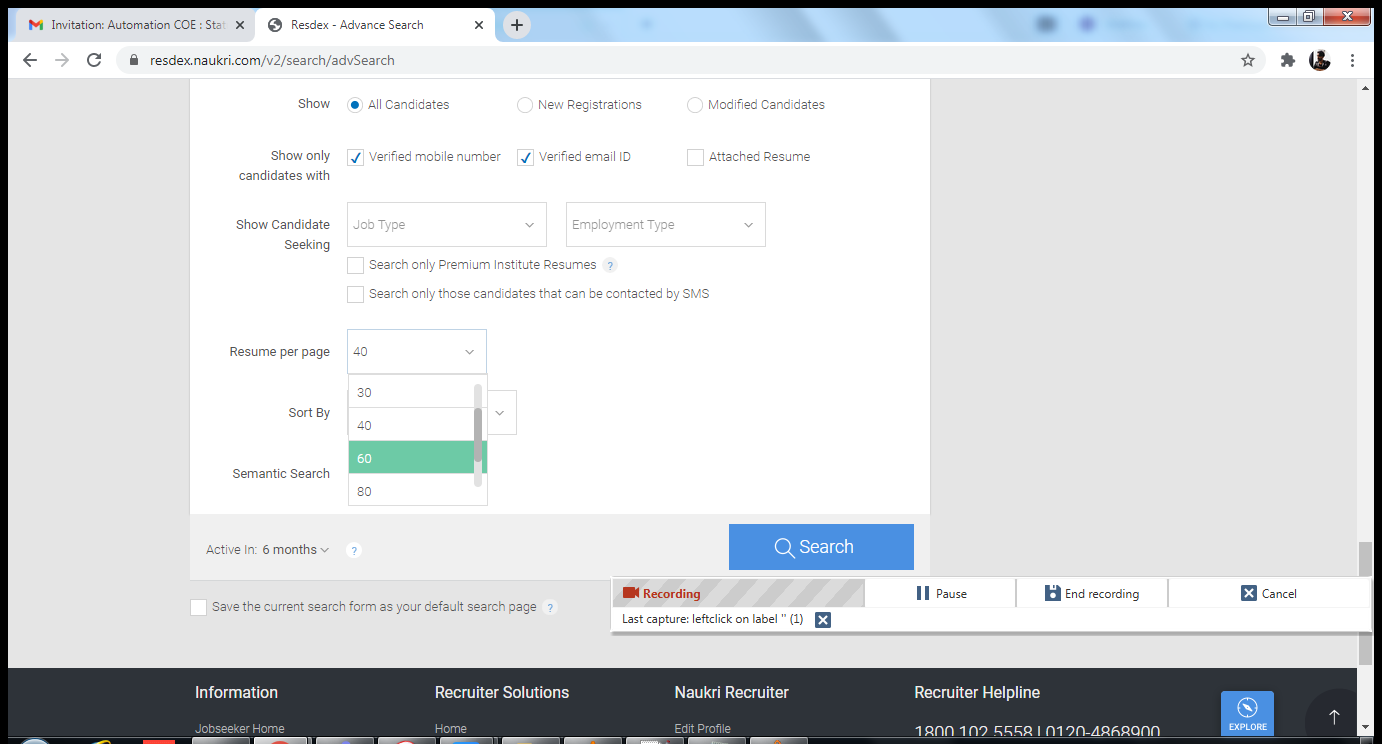 Invitation: Automation COE : Stat
Resdex - Advance Search
resdex.naukri.com/v2/search/advSearch
Show
All Candidates
New Registrations
Modified Candidates
Show only candidates with
Verified mobile number
Verified email ID
Attached Resume
Show Candidate Seeking
Job Type
Employment Type
Search only Premium Institute Resumes ?
Search only those candidates that can be contacted by SMS
Resume per page
40
30
40
60
80
Sort By
Semantic Search
Active In: 6 months ?
Search
Save the current search form as your default search page ?
Recording
Pause
End recording
Cancel
Last capture: leftclick on label '' (1)
Information
Recruiter Solutions
Naukri Recruiter
Recruiter Helpline
Jobseeker Home
Home
Edit Profile
1800 102 5558 | 0120-4868900
EXPLORE